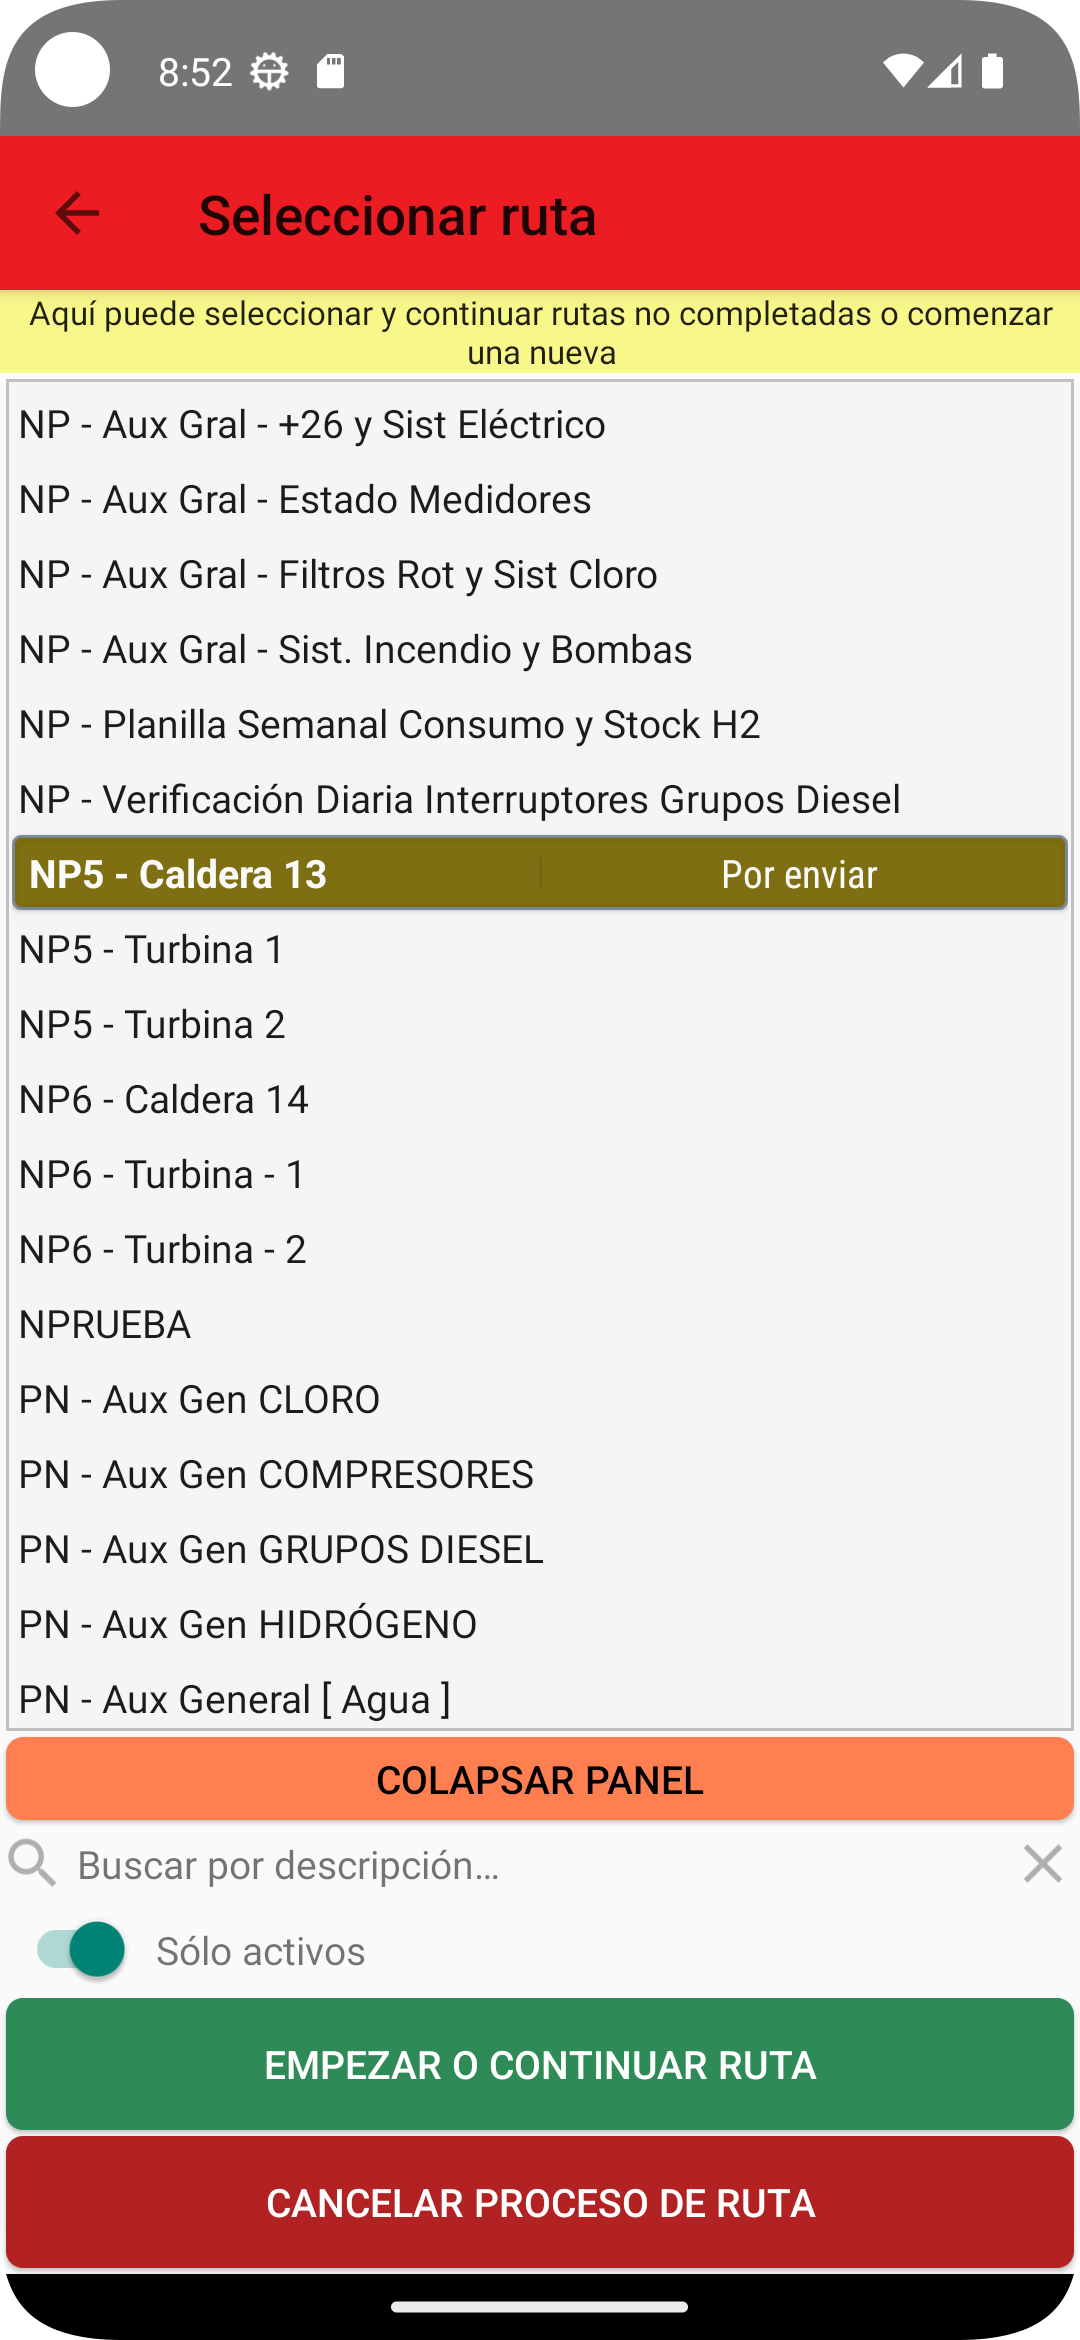 8:52
Seleccionar ruta
Aquí puede seleccionar y continuar rutas no completadas o comenzar
una nueva
NP - Aux Gral - +26 y Sist Eléctrico
NP - Aux Gral - Estado Medidores
NP - Aux Gral - Filtros Rot y Sist Cloro
NP - Aux Gral - Sist. Incendio y Bombas
NP - Planilla Semanal Consumo y Stock H2
NP - Verificación Diaria Interruptores Grupos Diesel
NP5 - Caldera 13 Por enviar
NP5 - Turbina 1
NP5 - Turbina 2
NP6 - Caldera 14
NP6 - Turbina - 1
NP6 - Turbina - 2
NPRUEBA
PN - Aux Gen CLORO
PN - Aux Gen COMPRESORES
PN - Aux Gen GRUPOS DIESEL
PN - Aux Gen HIDRÓGENO
PN - Aux General [ Agua ]
COLAPSAR PANEL
Buscar por descripción...
Sólo activos
EMPEZAR O CONTINUAR RUTA
CANCELAR PROCESO DE RUTA